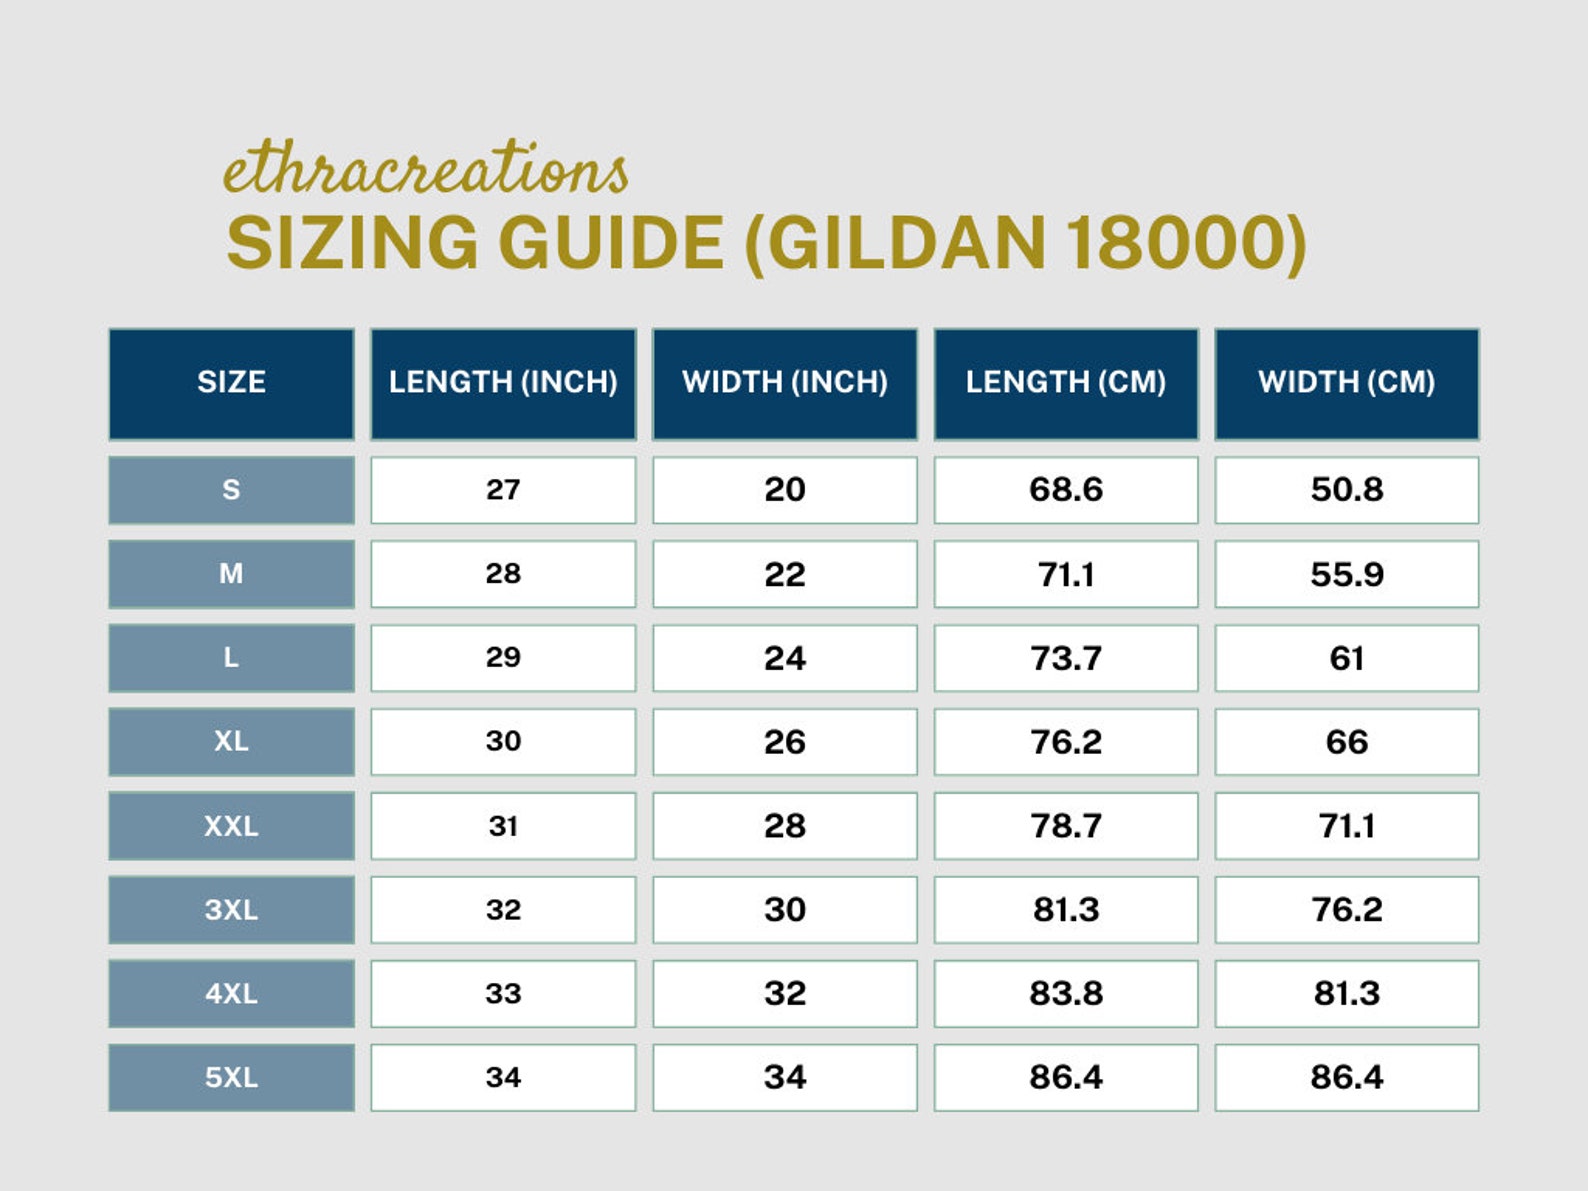 ethracreations
SIZING GUIDE (GILDAN 18000)
SIZE LENGTH (INCH) WIDTH (INCH) LENGTH (CM) WIDTH (CM)
S 27 20 68.6 50.8
M 28 22 71.1 55.9
L 29 24 73.7 61
XL 30 26 76.2 66
XXL 31 28 78.7 71.1
3XL 32 30 81.3 76.2
4XL 33 32 83.8 81.3
5XL 34 34 86.4 86.4